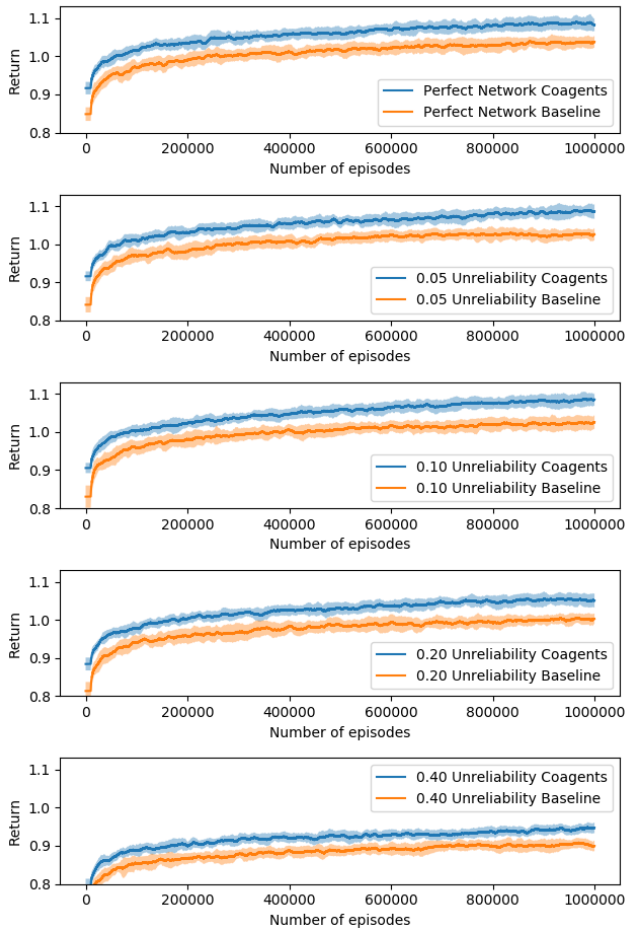 Return
1.1
1.0
0.9
0.8
Perfect Network Coagents
Perfect Network Baseline
0 200000 400000 600000 800000 1000000
Number of episodes
Return
1.1
1.0
0.9
0.8
0.05 Unreliability Coagents
0.05 Unreliability Baseline
0 200000 400000 600000 800000 1000000
Number of episodes
Return
1.1
1.0
0.9
0.8
0.10 Unreliability Coagents
0.10 Unreliability Baseline
0 200000 400000 600000 800000 1000000
Number of episodes
Return
1.1
1.0
0.9
0.8
0.20 Unreliability Coagents
0.20 Unreliability Baseline
0 200000 400000 600000 800000 1000000
Number of episodes
Return
1.1
1.0
0.9
0.8
0.40 Unreliability Coagents
0.40 Unreliability Baseline
0 200000 400000 600000 800000 1000000
Number of episodes